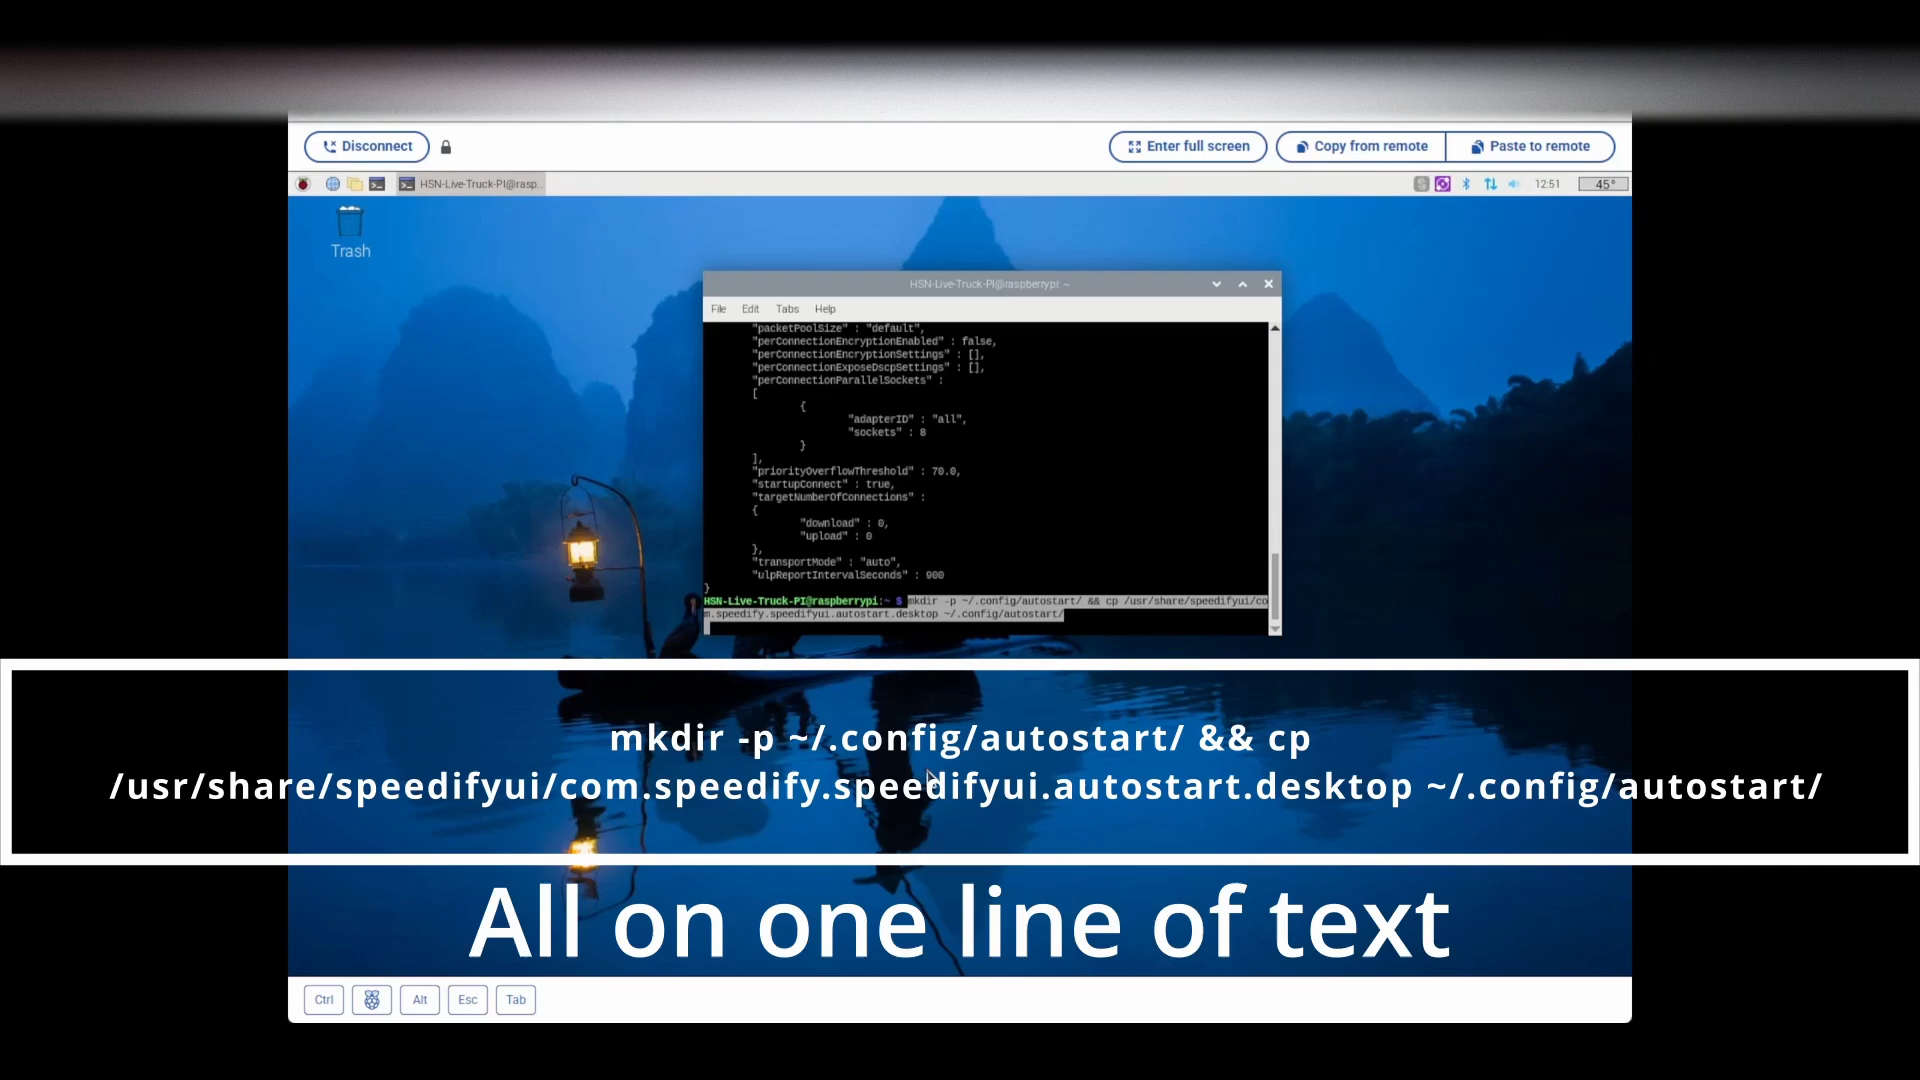 Disconnect
Enter full screen
Copy from remote
Paste to remote
HSN-Live-Truck-PI@rasp..
12:51
45°
Trash
HSN-Live-Truck-PI@raspberrypi: ~
File Edit Tabs Help
"packetPoolSize" : "default",
"perConnectionEncryptionEnabled" : false,
"perConnectionEncryptionSettings" : [],
"perConnectionExposeDscpSettings" : [],
"perConnectionParallelSockets" :
[
{
"adapterID" : "all",
"sockets" : 8
}
],
"priorityOverflowThreshold" : 70.0,
"startupConnect" : true,
"targetNumberOfConnections" :
{
"download" : 0,
"upload" : 0
},
"transportMode" : "auto",
"ulpReportIntervalSeconds" : 900
}
HSN-Live-Truck-PI@raspberrypi:~ $ mkdir -p ~/.config/autostart/ && cp /usr/share/speedifyui/co
m.speedify.speedifyui.autostart.desktop ~/.config/autostart/
mkdir -p ~/.config/autostart/ && cp
/usr/share/speedifyui/com.speedify.speedifyui.autostart.desktop ~/.config/autostart/
All on one line of text
Ctrl
Alt
Esc
Tab